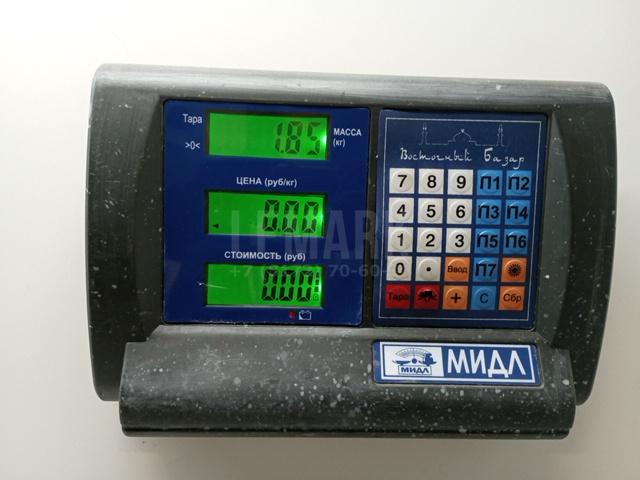 Тара
1.85
МАССА
(кг)
>0<
ЦЕНА (руб/кг)
0.00
СТОИМОСТЬ (руб)
0.00
Восточный Базар
7 8 9 П1 П2
4 5 6 П3 П4
1 2 3 П5 П6
0 • Ввод П7
Тара >0< + С Сбр
МИДЛ
МИДЛ